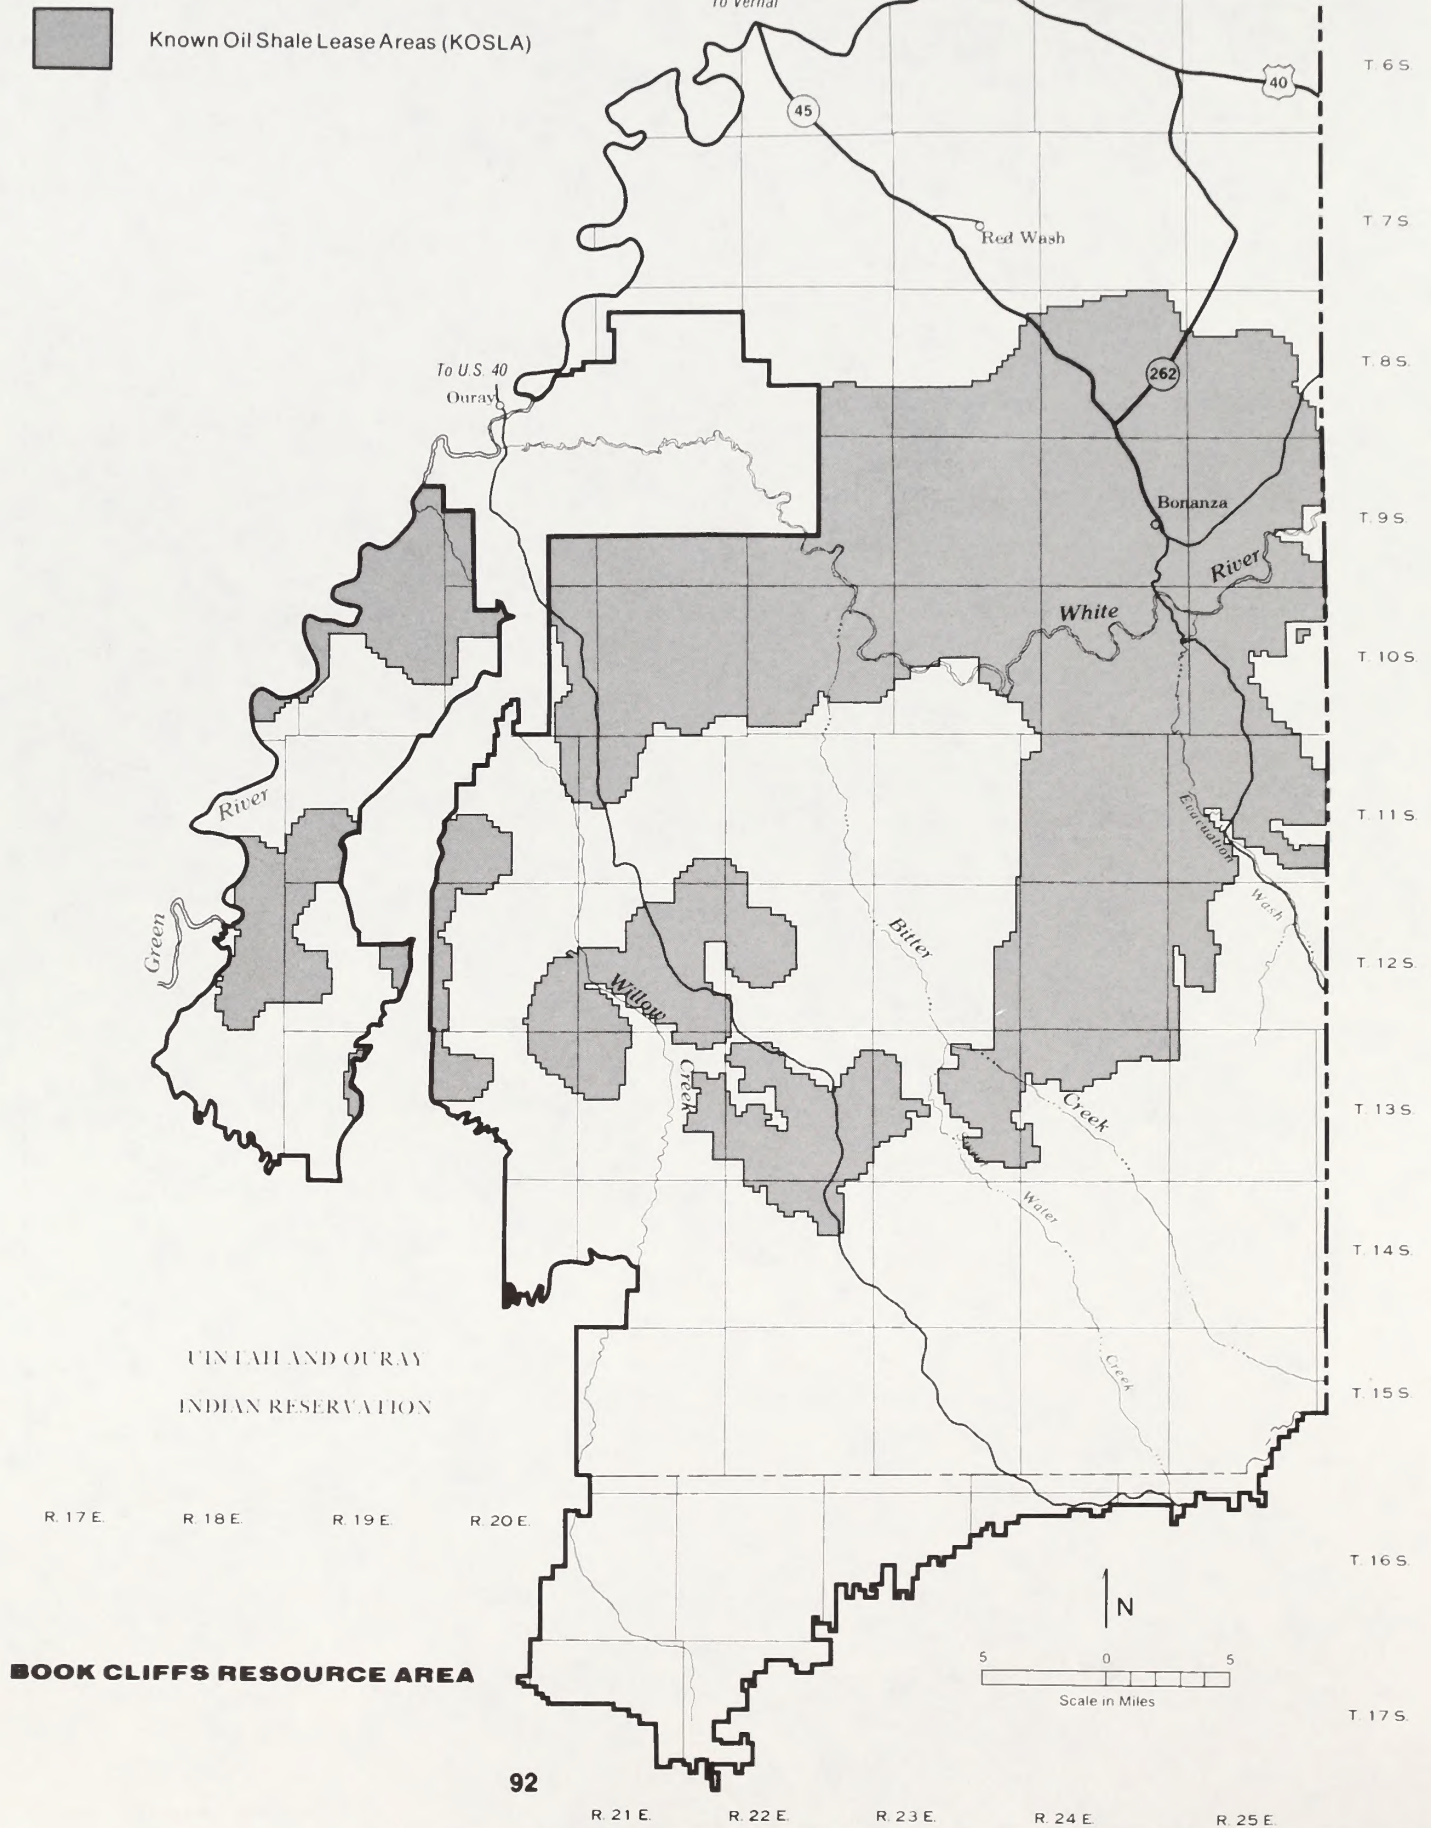 To Vernal
Known Oil Shale Lease Areas (KOSLA)
T. 6 S.
40
45
T. 7 S.
Red Wash
To U.S. 40
Ouray
262
T. 8 S.
Bonanza
T. 9 S.
River
White
T. 10 S.
River
T. 11 S.
Evacuation
Wash
Green
Bitter
T. 12 S.
Willow
Creek
Creek
T. 13 S.
Water
T. 14 S.
UINTAH AND OURAY
INDIAN RESERVATION
Creek
T. 15 S.
R. 17 E.
R. 18 E.
R. 19 E.
R. 20 E.
T. 16 S.
N
BOOK CLIFFS RESOURCE AREA
5 0 5
Scale in Miles
T. 17 S.
92
R. 21 E.
R. 22 E.
R. 23 E.
R. 24 E.
R. 25 E.